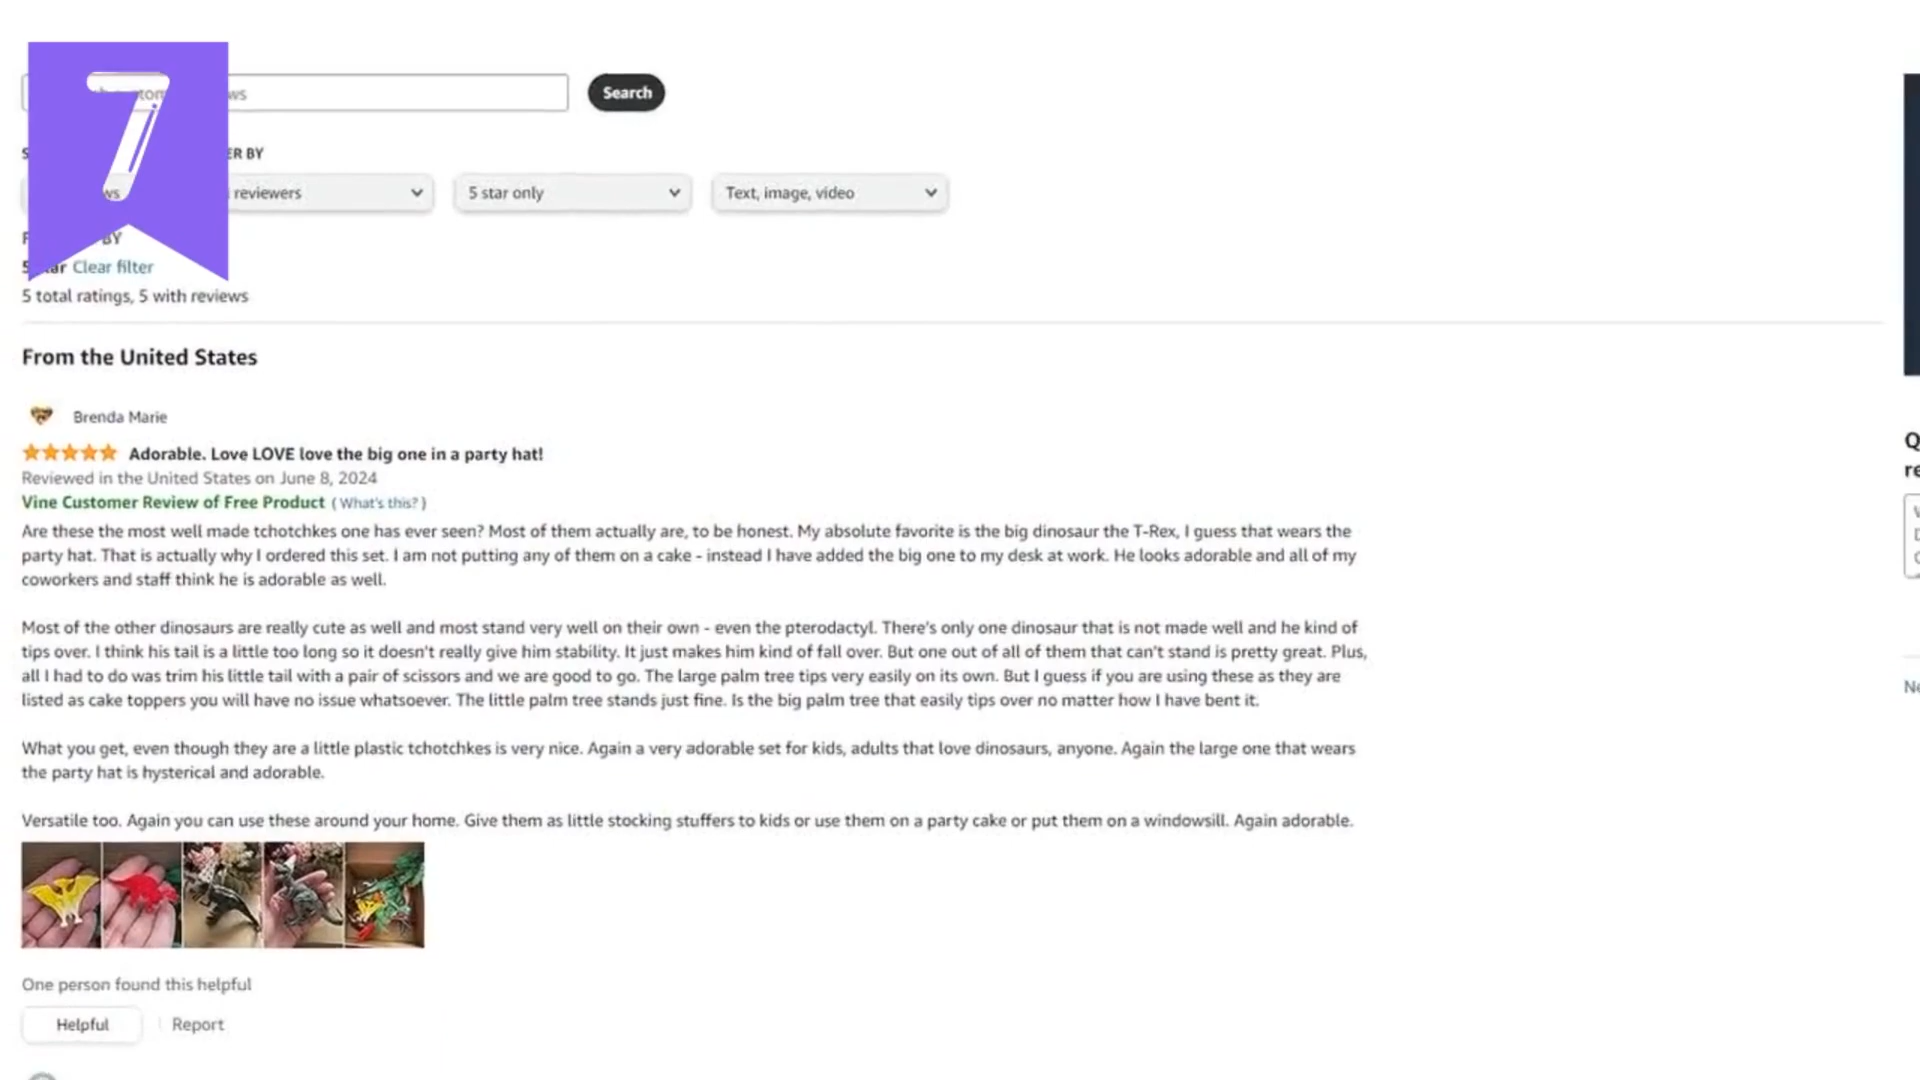 7
Search
ER BY
reviewers
5 star only
Text, image, video
BY
Clear filter
5 total ratings, 5 with reviews
From the United States
Brenda Marie
Adorable. Love LOVE love the big one in a party hat!
Reviewed in the United States on June 8, 2024
Vine Customer Review of Free Product ( What's this? )
Are these the most well made tchotchkes one has ever seen? Most of them actually are, to be honest. My absolute favorite is the big dinosaur the T-Rex, I guess that wears the
party hat. That is actually why I ordered this set. I am not putting any of them on a cake - instead I have added the big one to my desk at work. He looks adorable and all of my
coworkers and staff think he is adorable as well.
Most of the other dinosaurs are really cute as well and most stand very well on their own - even the pterodactyl. There's only one dinosaur that is not made well and he kind of
tips over. I think his tail is a little too long so it doesn't really give him stability. It just makes him kind of fall over. But one out of all of them that can't stand is pretty great. Plus,
all I had to do was trim his little tail with a pair of scissors and we are good to go. The large palm tree tips very easily on its own. But I guess if you are using these as they are
listed as cake toppers you will have no issue whatsoever. The little palm tree stands just fine. Is the big palm tree that easily tips over no matter how I have bent it.
What you get, even though they are a little plastic tchotchkes is very nice. Again a very adorable set for kids, adults that love dinosaurs, anyone. Again the large one that wears
the party hat is hysterical and adorable.
Versatile too. Again you can use these around your home. Give them as little stocking stuffers to kids or use them on a party cake or put them on a windowsill. Again adorable.
One person found this helpful
Helpful
Report